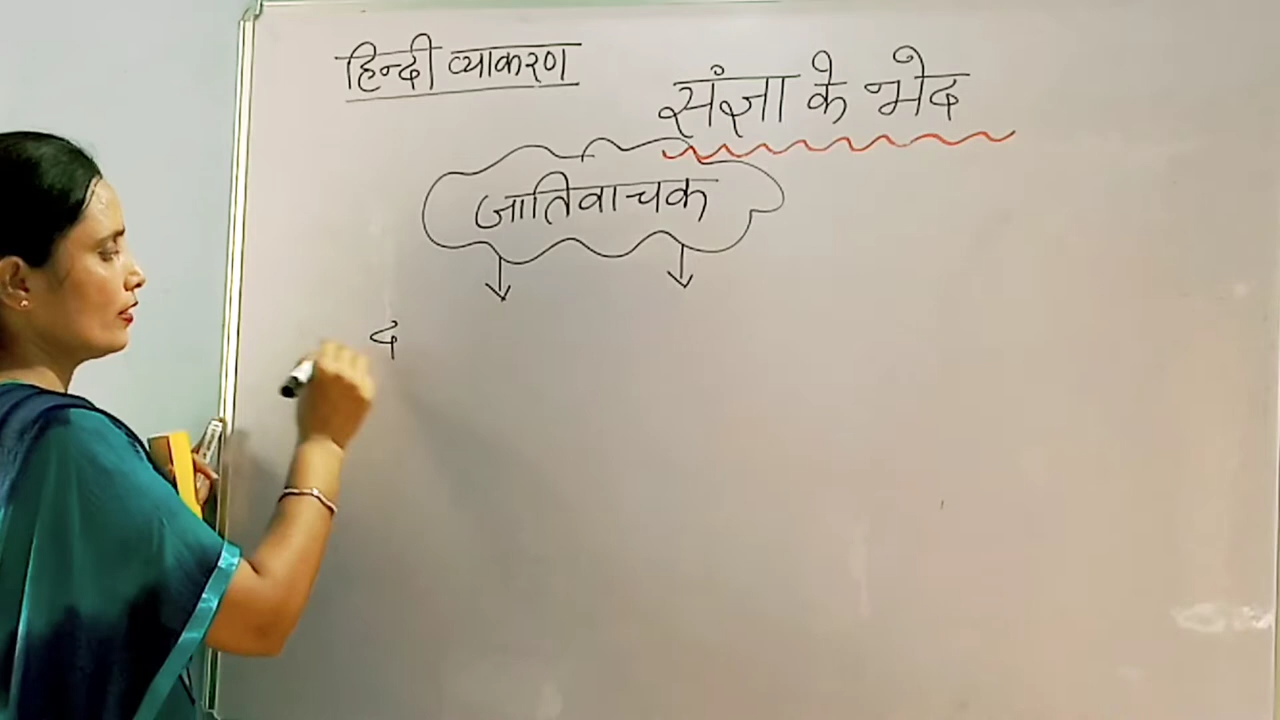 हिन्दी व्याकरण
संज्ञा के भेद
जातिवाचक
द